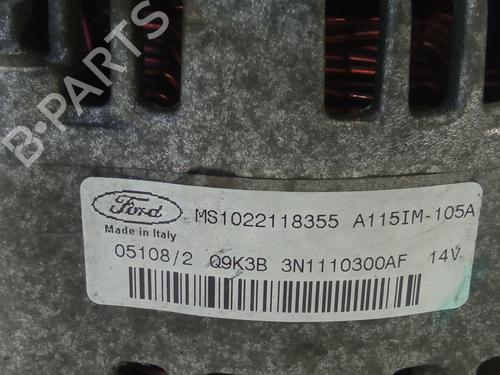 B-PARTS
Ford
MS1022118355 A115IM-105A
Made in Italy
05108/2 Q9K3B 3N1110300AF 14V